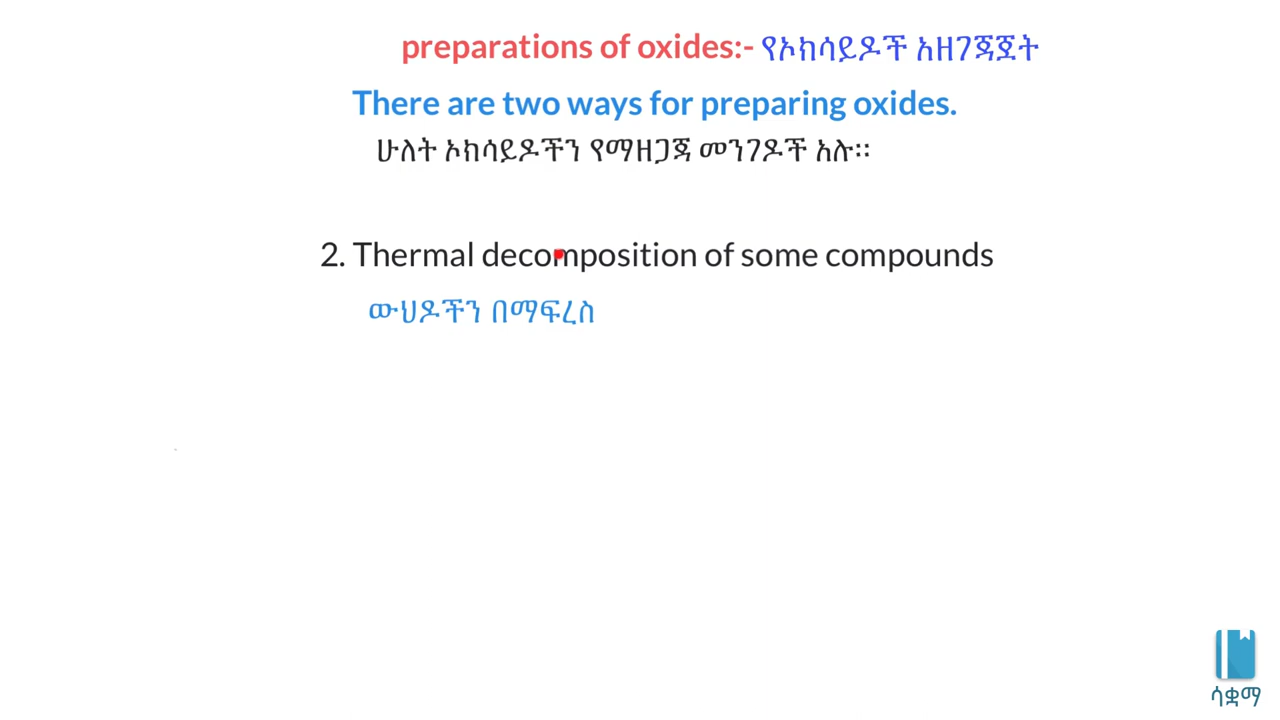 preparations of oxides:- የኦክሳይዶች አዘገጃጀት
There are two ways for preparing oxides.
ሁለት ኦክሳይዶችን የማዘጋጃ መንገዶች አሉ፡፡
2. Thermal decomposition of some compounds
ውህዶችን በማፍረስ
ሳቋማ